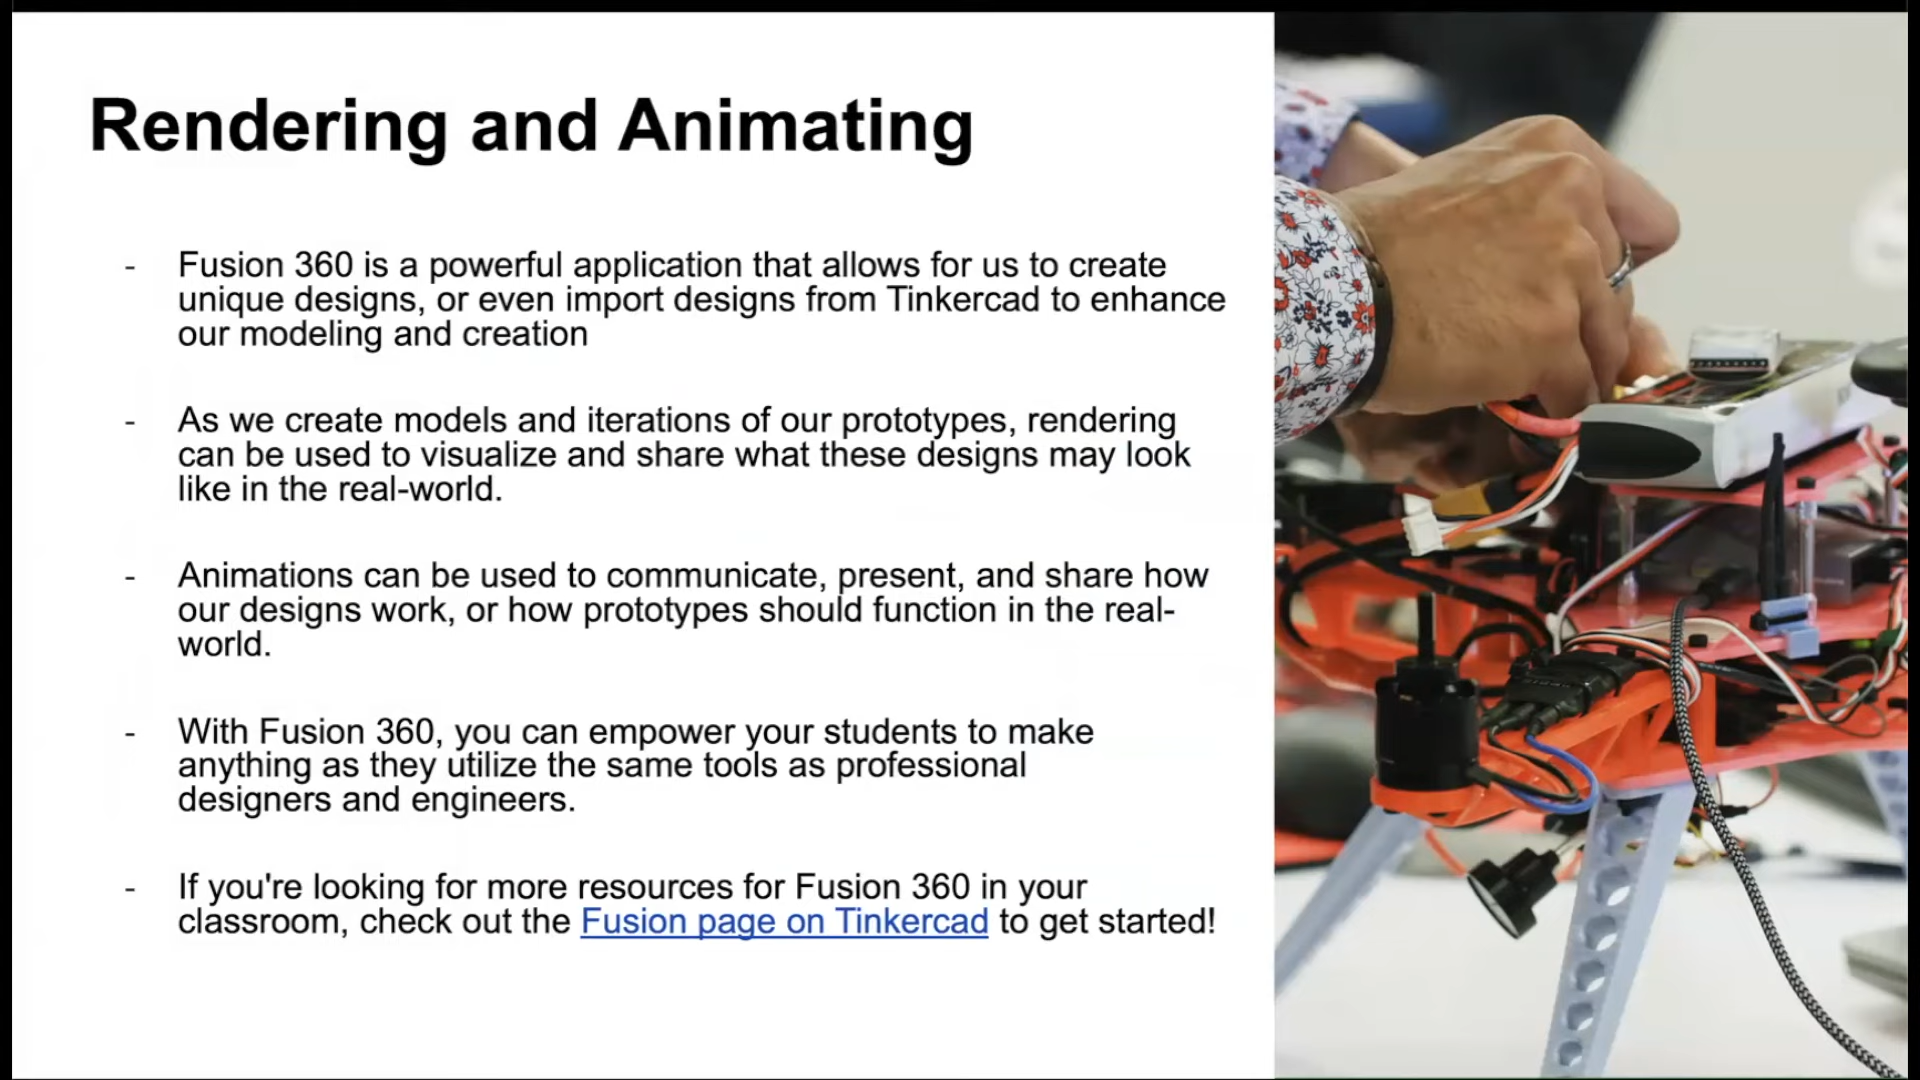 Rendering and Animating
- Fusion 360 is a powerful application that allows for us to create
unique designs, or even import designs from Tinkercad to enhance
our modeling and creation
- As we create models and iterations of our prototypes, rendering
can be used to visualize and share what these designs may look
like in the real-world.
- Animations can be used to communicate, present, and share how
our designs work, or how prototypes should function in the real-
world.
- With Fusion 360, you can empower your students to make
anything as they utilize the same tools as professional
designers and engineers.
- If you're looking for more resources for Fusion 360 in your
classroom, check out the Fusion page on Tinkercad to get started!